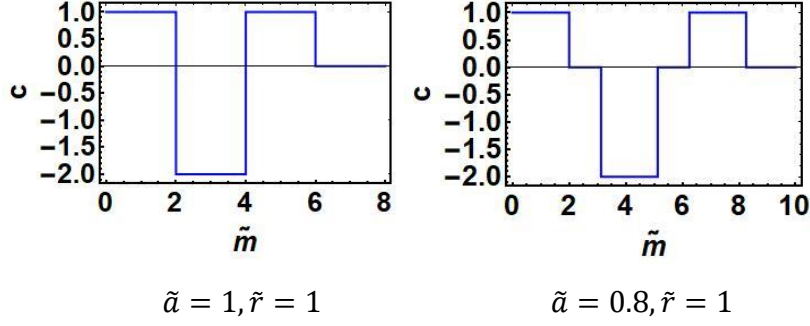 1.0 1.0
0.5 0.5
0.0 0.0
c −0.5 c −0.5
−1.0 −1.0
−1.5 −1.5
−2.0 −2.0
0 2 4 6 8 0 2 4 6 8 10
m̃ m̃
ã = 1, r̃ = 1 ã = 0.8, r̃ = 1